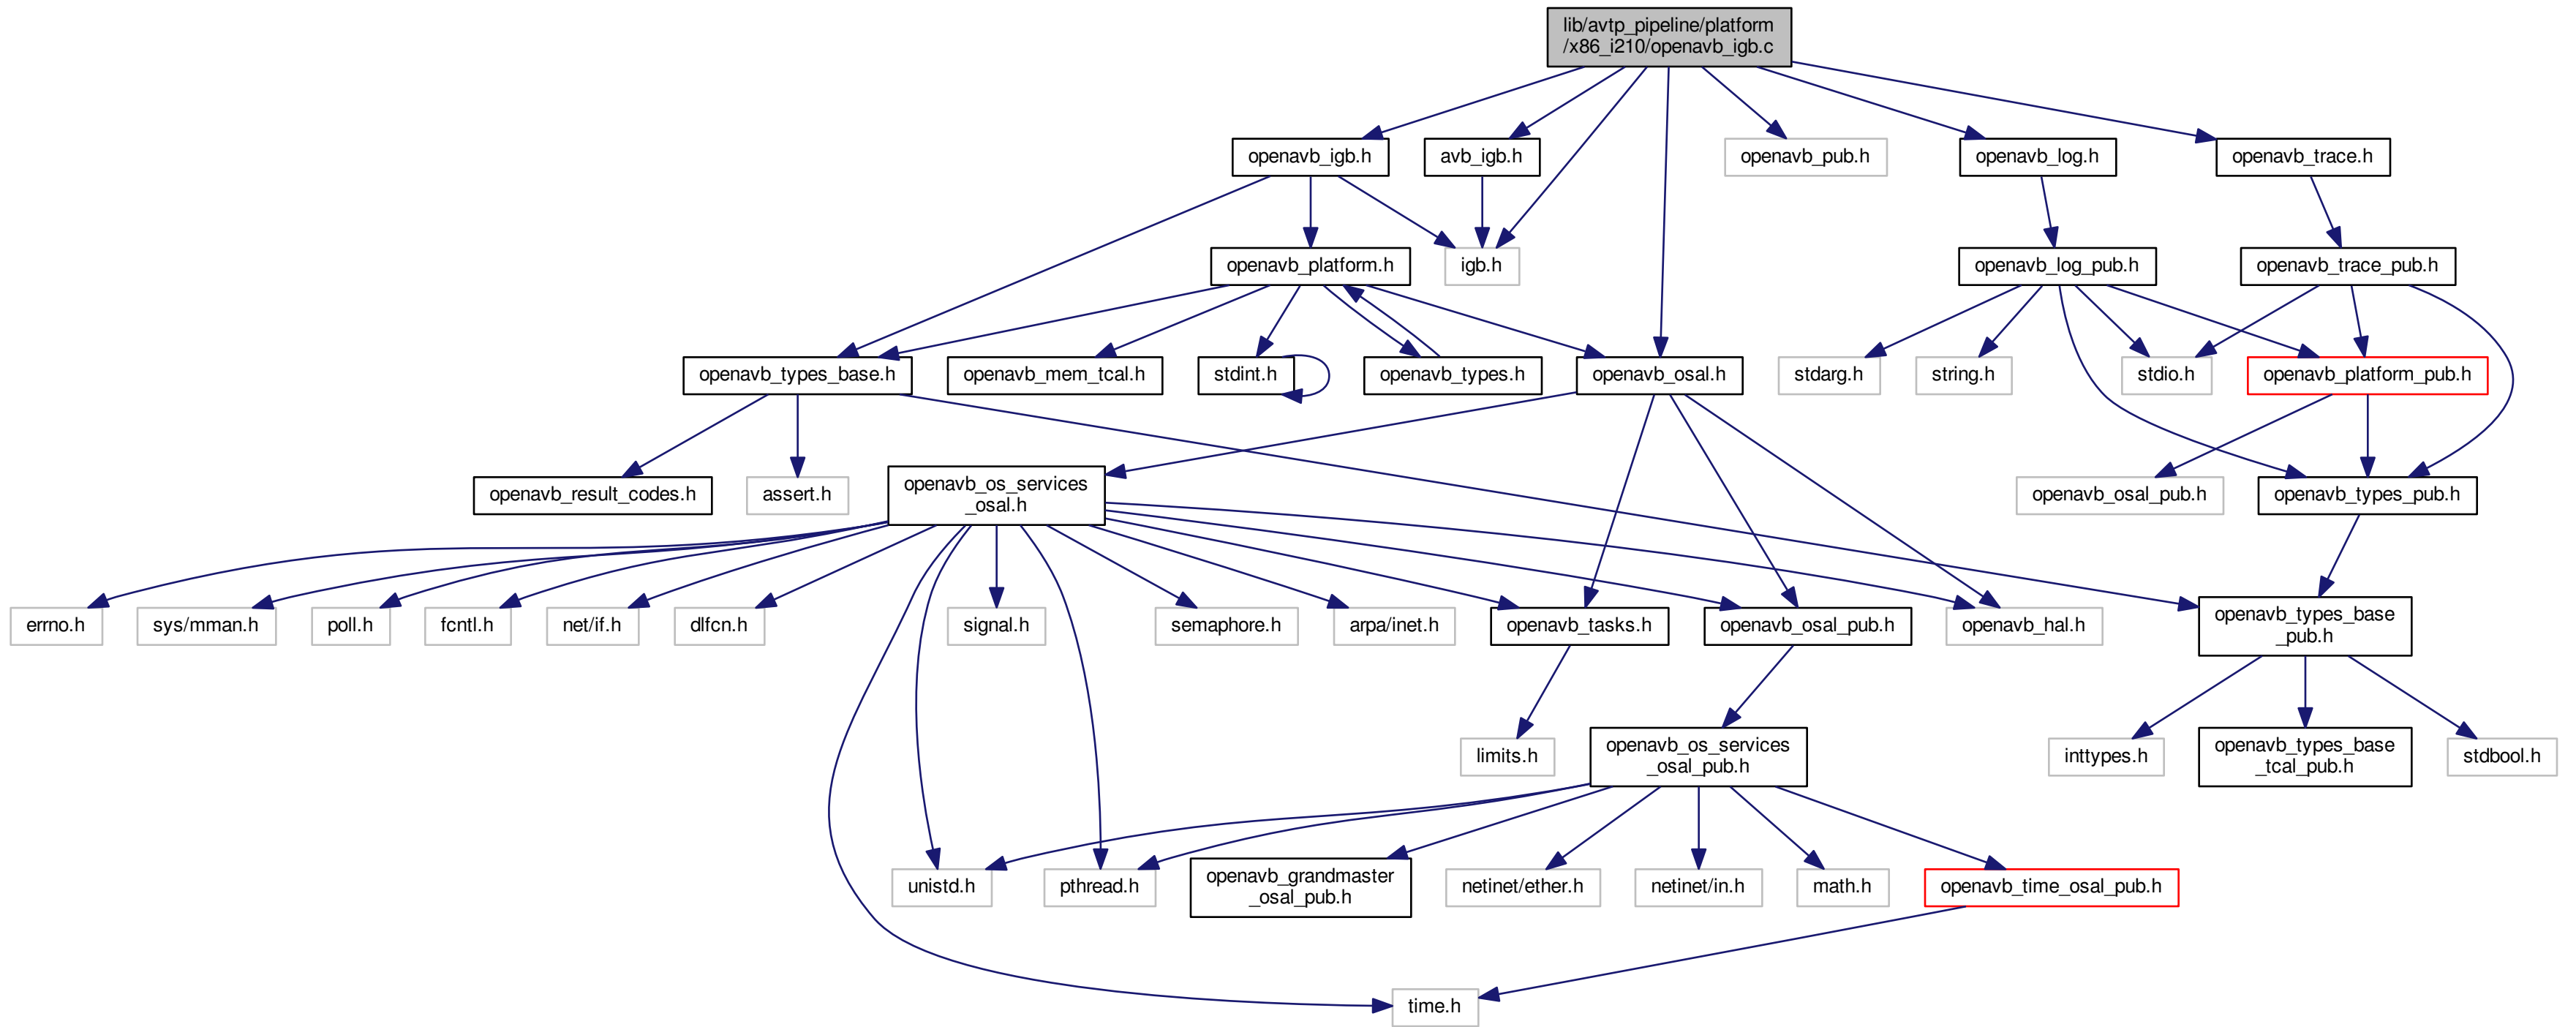 lib/avtp_pipeline/platform
/x86_i210/openavb_igb.c
openavb_igb.h
avb_igb.h
openavb_pub.h
openavb_log.h
openavb_trace.h
openavb_platform.h
igb.h
openavb_log_pub.h
openavb_trace_pub.h
openavb_types_base.h
openavb_mem_tcal.h
stdint.h
openavb_types.h
openavb_osal.h
stdarg.h
string.h
stdio.h
openavb_platform_pub.h
openavb_result_codes.h
assert.h
openavb_os_services
_osal.h
openavb_osal_pub.h
openavb_types_pub.h
errno.h
sys/mman.h
poll.h
fcntl.h
net/if.h
dlfcn.h
signal.h
semaphore.h
arpa/inet.h
openavb_tasks.h
openavb_osal_pub.h
openavb_hal.h
openavb_types_base
_pub.h
limits.h
openavb_os_services
_osal_pub.h
inttypes.h
openavb_types_base
_tcal_pub.h
stdbool.h
unistd.h
pthread.h
openavb_grandmaster
_osal_pub.h
netinet/ether.h
netinet/in.h
math.h
openavb_time_osal_pub.h
time.h